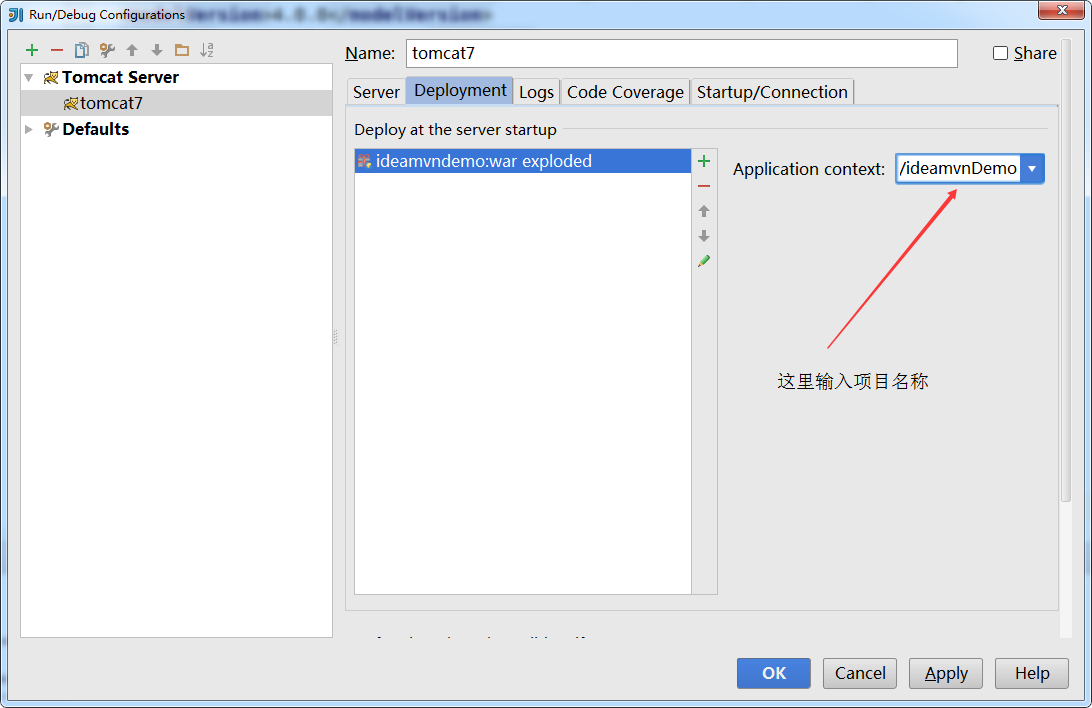 Run/Debug Configurations
Name: tomcat7
Share
Tomcat Server
tomcat7
Defaults
Server
Deployment
Logs
Code Coverage
Startup/Connection
Deploy at the server startup
ideamvndemo:war exploded
Application context: /ideamvnDemo
这里输入项目名称
OK
Cancel
Apply
Help